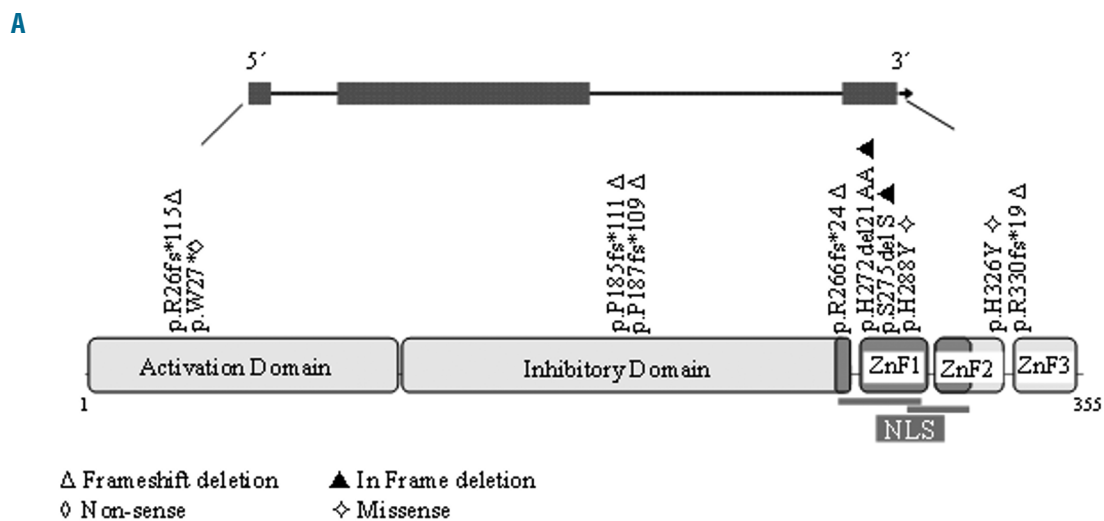 A
5´
3´
p.R26fs*115
p.W27*
p.P185fs*111
p.P187fs*109
p.R266fs*24
p.H272del21AA
p.S275delS
p.H288Y
p.H326Y
p.R330fs*19
Activation Domain
Inhibitory Domain
ZnF1
ZnF2
ZnF3
1
355
NLS
Δ Frameshift deletion
▲ In Frame deletion
◊ Non-sense
✧ Missense